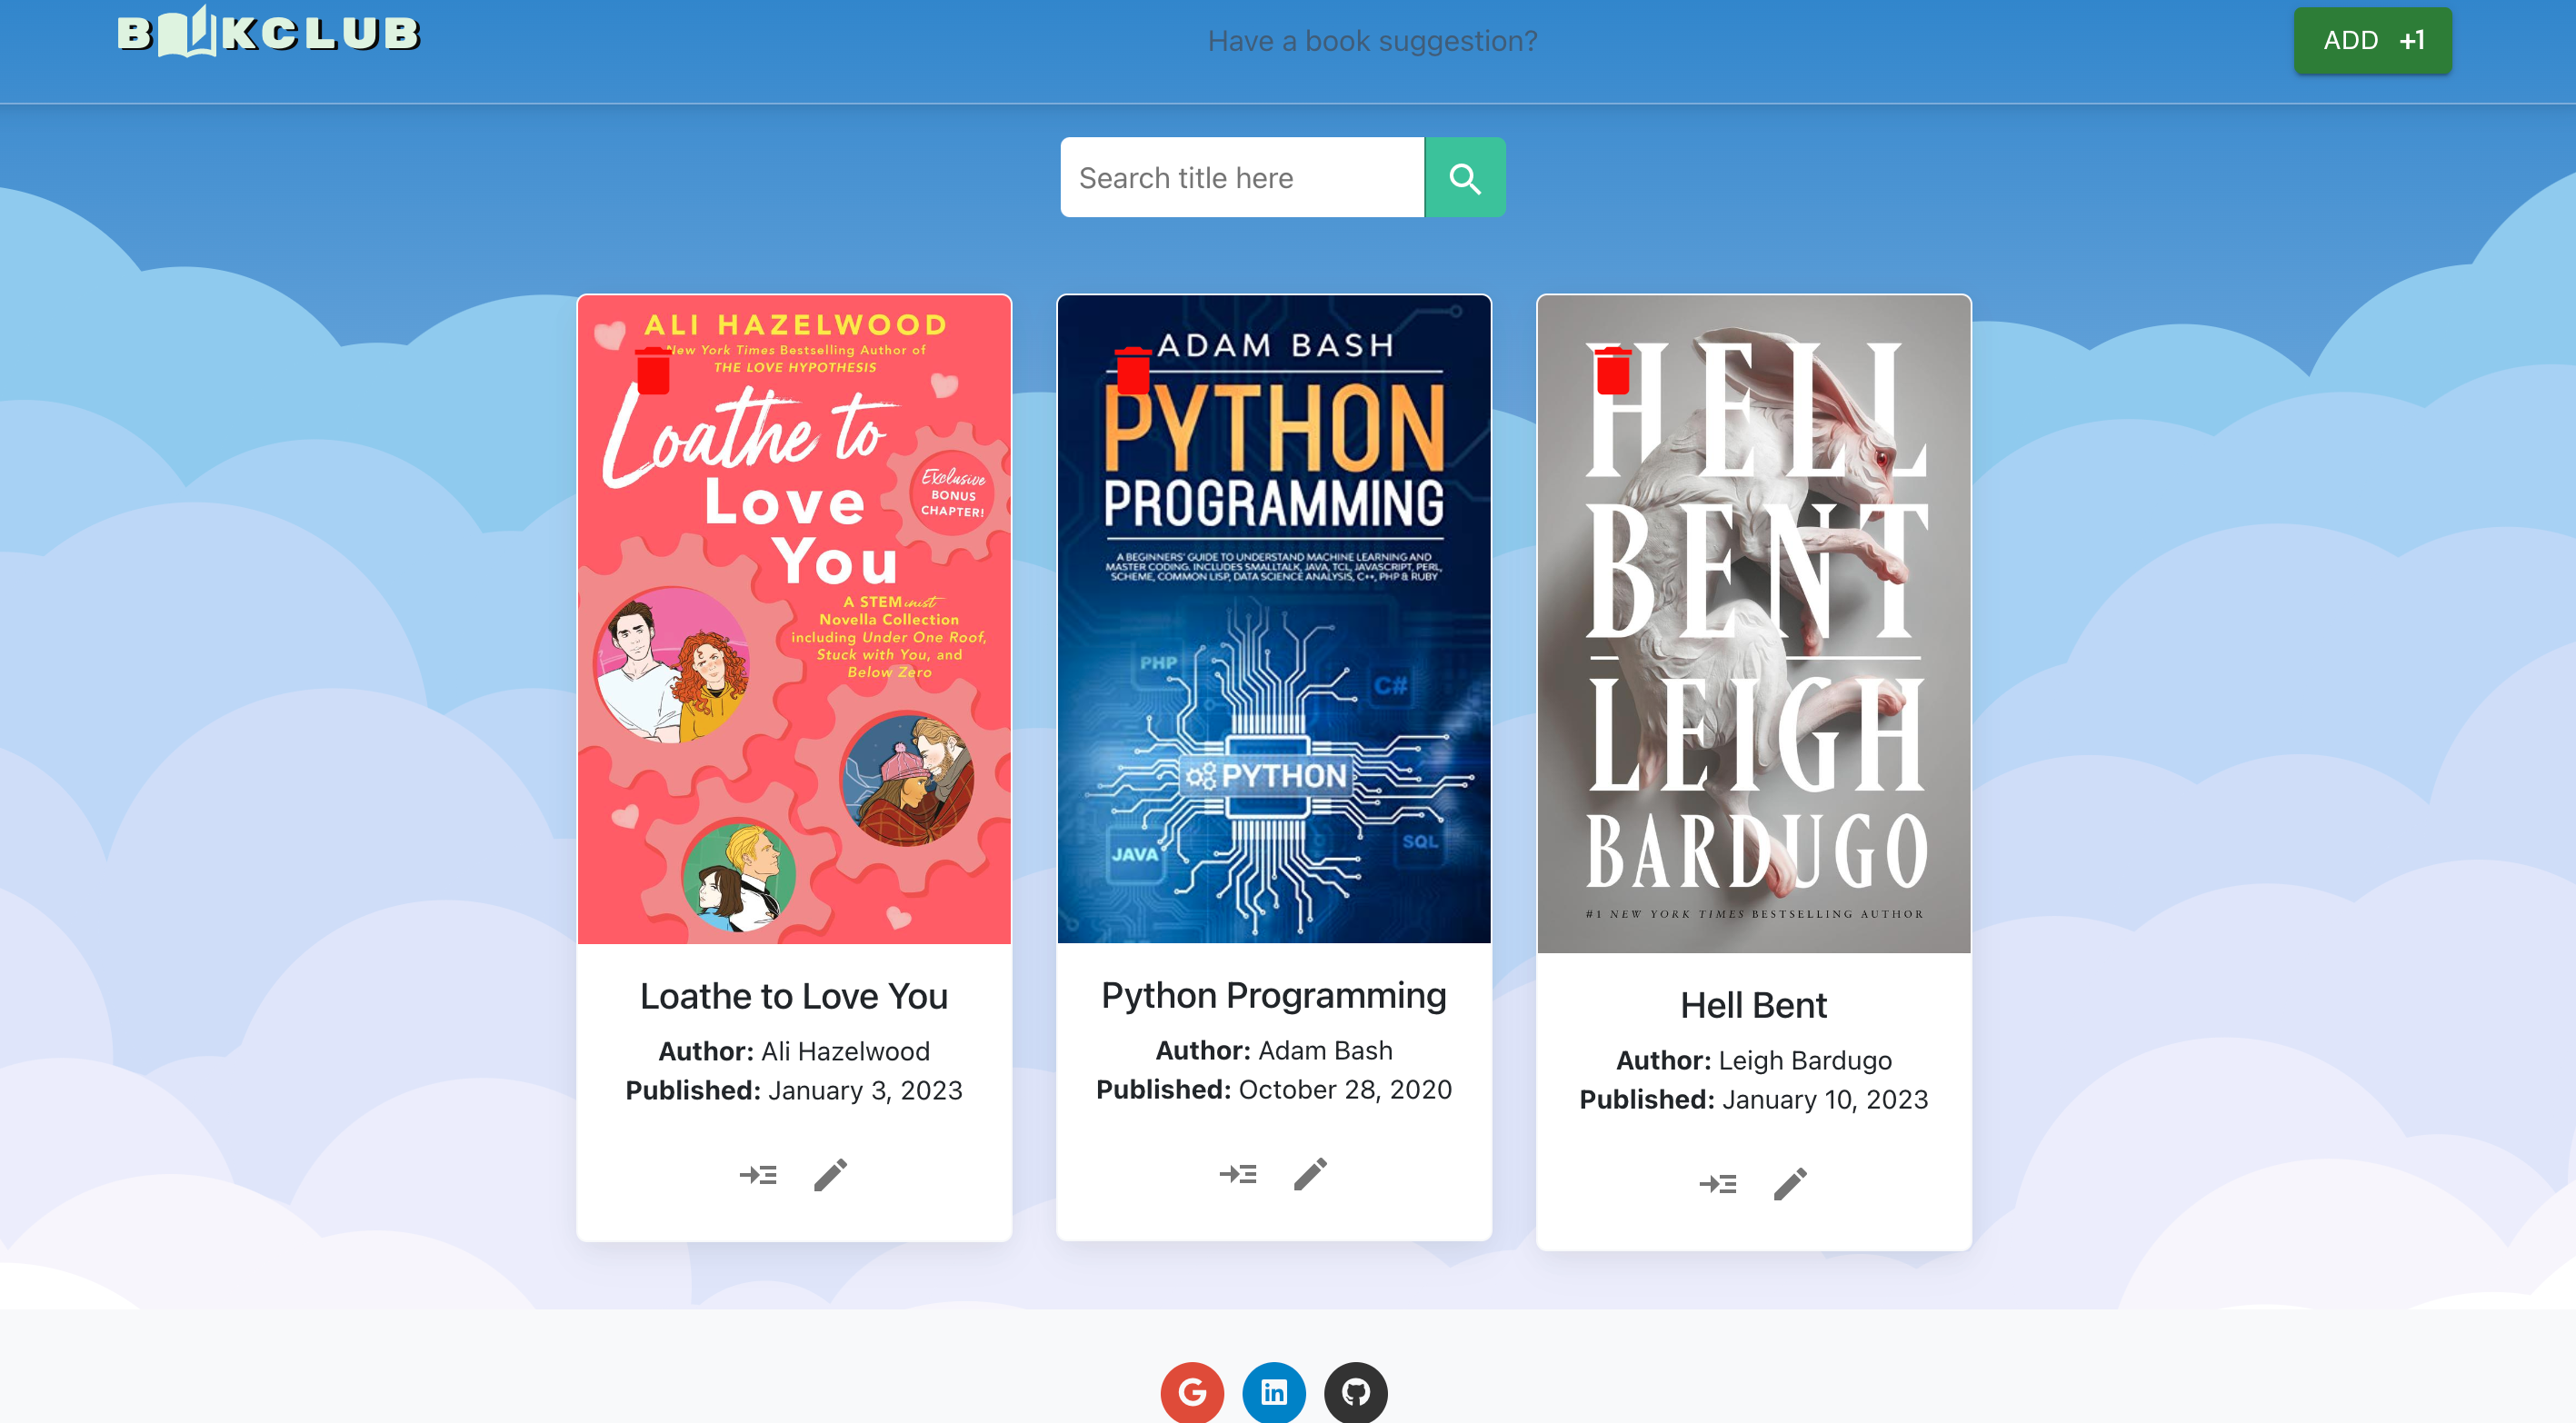 BOOKCLUB
Have a book suggestion?
ADD +1
Search title here
ALI HAZELWOOD
New York Times Bestselling Author of
THE LOVE HYPOTHESIS
Loathe to
Love
You
Exclusive
BONUS
CHAPTER!
A STEMinist
Novella Collection
including Under One Roof,
Stuck with You, and
Below Zero
Loathe to Love You
Author: Ali Hazelwood
Published: January 3, 2023
ADAM BASH
PYTHON
PROGRAMMING
A BEGINNERS' GUIDE TO UNDERSTAND MACHINE LEARNING AND
MASTER CODING. INCLUDES SMALLTALK, JAVA, TCL, JAVASCRIPT, PERL,
SCHEME, COMMON LISP, DATA SCIENCE ANALYSIS, C++, PHP & RUBY
PHP
C#
PYTHON
JAVA
SQL
Python Programming
Author: Adam Bash
Published: October 28, 2020
HELL
BENT
LEIGH
BARDUGO
#1 NEW YORK TIMES BESTSELLING AUTHOR
Hell Bent
Author: Leigh Bardugo
Published: January 10, 2023
G
in